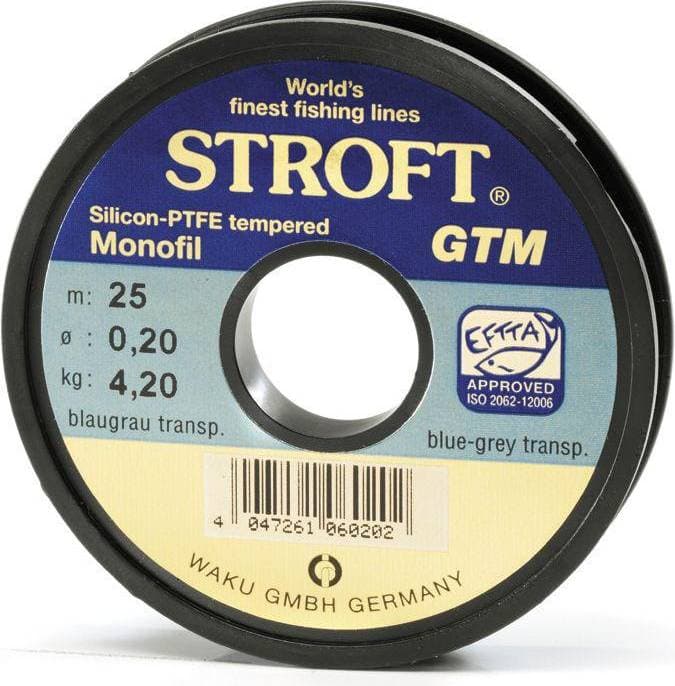 World's
finest fishing lines
STROFT®
Silicon-PTFE tempered
Monofil
GTM
m: 25
ø : 0,20
kg: 4,20
blaugrau transp.
EFTTA
APPROVED
ISO 2062-12006
blue-grey transp.
4 047261 060202
WAKU GMBH GERMANY